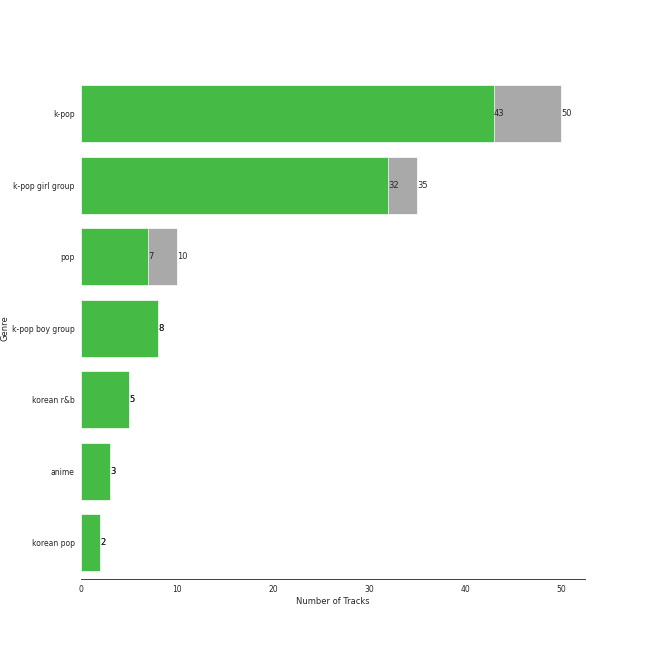 k-pop 43 50
k-pop girl group 32 35
pop 7 10
k-pop boy group 8
Genre
korean r&b 5
anime 3
korean pop 2
0 10 20 30 40 50
Number of Tracks